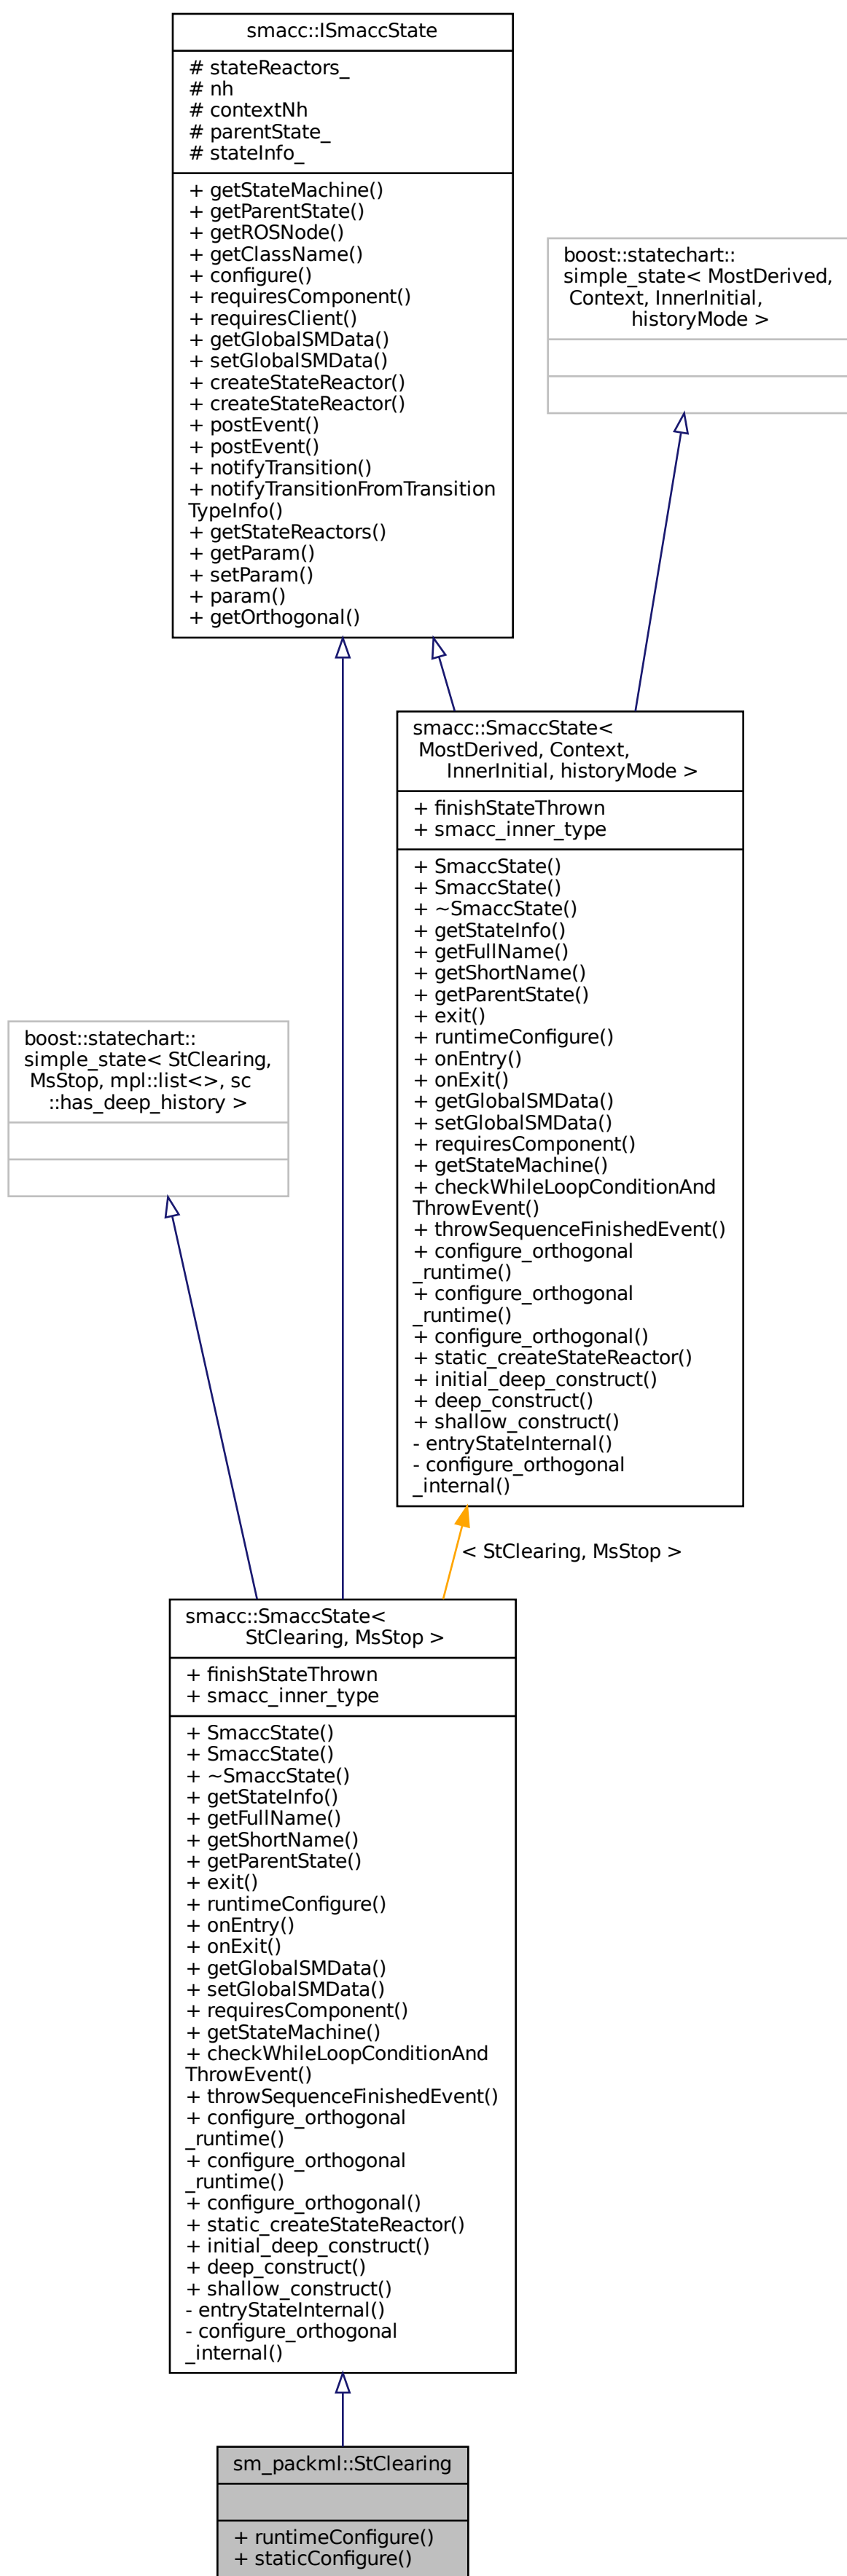 smacc::ISmaccState
# stateReactors_
# nh
# contextNh
# parentState_
# stateInfo_
+ getStateMachine()
+ getParentState()
+ getROSNode()
+ getClassName()
+ configure()
+ requiresComponent()
+ requiresClient()
+ getGlobalSMData()
+ setGlobalSMData()
+ createStateReactor()
+ createStateReactor()
+ postEvent()
+ postEvent()
+ notifyTransition()
+ notifyTransitionFromTransition
TypeInfo()
+ getStateReactors()
+ getParam()
+ setParam()
+ param()
+ getOrthogonal()
boost::statechart::
simple_state< MostDerived,
Context, InnerInitial,
historyMode >
smacc::SmaccState<
MostDerived, Context,
InnerInitial, historyMode >
+ finishStateThrown
+ smacc_inner_type
+ SmaccState()
+ SmaccState()
+ ~SmaccState()
+ getStateInfo()
+ getFullName()
+ getShortName()
+ getParentState()
+ exit()
+ runtimeConfigure()
+ onEntry()
+ onExit()
+ getGlobalSMData()
+ setGlobalSMData()
+ requiresComponent()
+ getStateMachine()
+ checkWhileLoopConditionAnd
ThrowEvent()
+ throwSequenceFinishedEvent()
+ configure_orthogonal
_runtime()
+ configure_orthogonal
_runtime()
+ configure_orthogonal()
+ static_createStateReactor()
+ initial_deep_construct()
+ deep_construct()
+ shallow_construct()
- entryStateInternal()
- configure_orthogonal
_internal()
boost::statechart::
simple_state< StClearing,
MsStop, mpl::list<>, sc
::has_deep_history >
< StClearing, MsStop >
smacc::SmaccState<
StClearing, MsStop >
+ finishStateThrown
+ smacc_inner_type
+ SmaccState()
+ SmaccState()
+ ~SmaccState()
+ getStateInfo()
+ getFullName()
+ getShortName()
+ getParentState()
+ exit()
+ runtimeConfigure()
+ onEntry()
+ onExit()
+ getGlobalSMData()
+ setGlobalSMData()
+ requiresComponent()
+ getStateMachine()
+ checkWhileLoopConditionAnd
ThrowEvent()
+ throwSequenceFinishedEvent()
+ configure_orthogonal
_runtime()
+ configure_orthogonal
_runtime()
+ configure_orthogonal()
+ static_createStateReactor()
+ initial_deep_construct()
+ deep_construct()
+ shallow_construct()
- entryStateInternal()
- configure_orthogonal
_internal()
sm_packml::StClearing
+ runtimeConfigure()
+ staticConfigure()